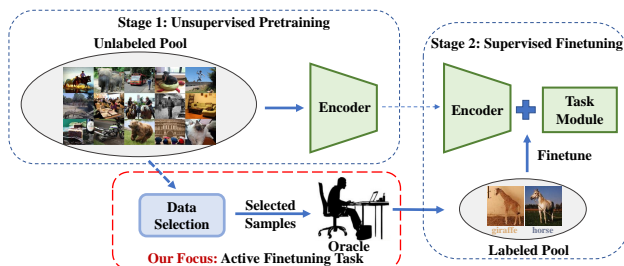 Stage 1: Unsupervised Pretraining
Unlabeled Pool
Encoder
Stage 2: Supervised Finetuning
Encoder
Task
Module
Finetune
Data
Selection
Selected
Samples
Oracle
giraffe horse
Labeled Pool
Our Focus: Active Finetuning Task